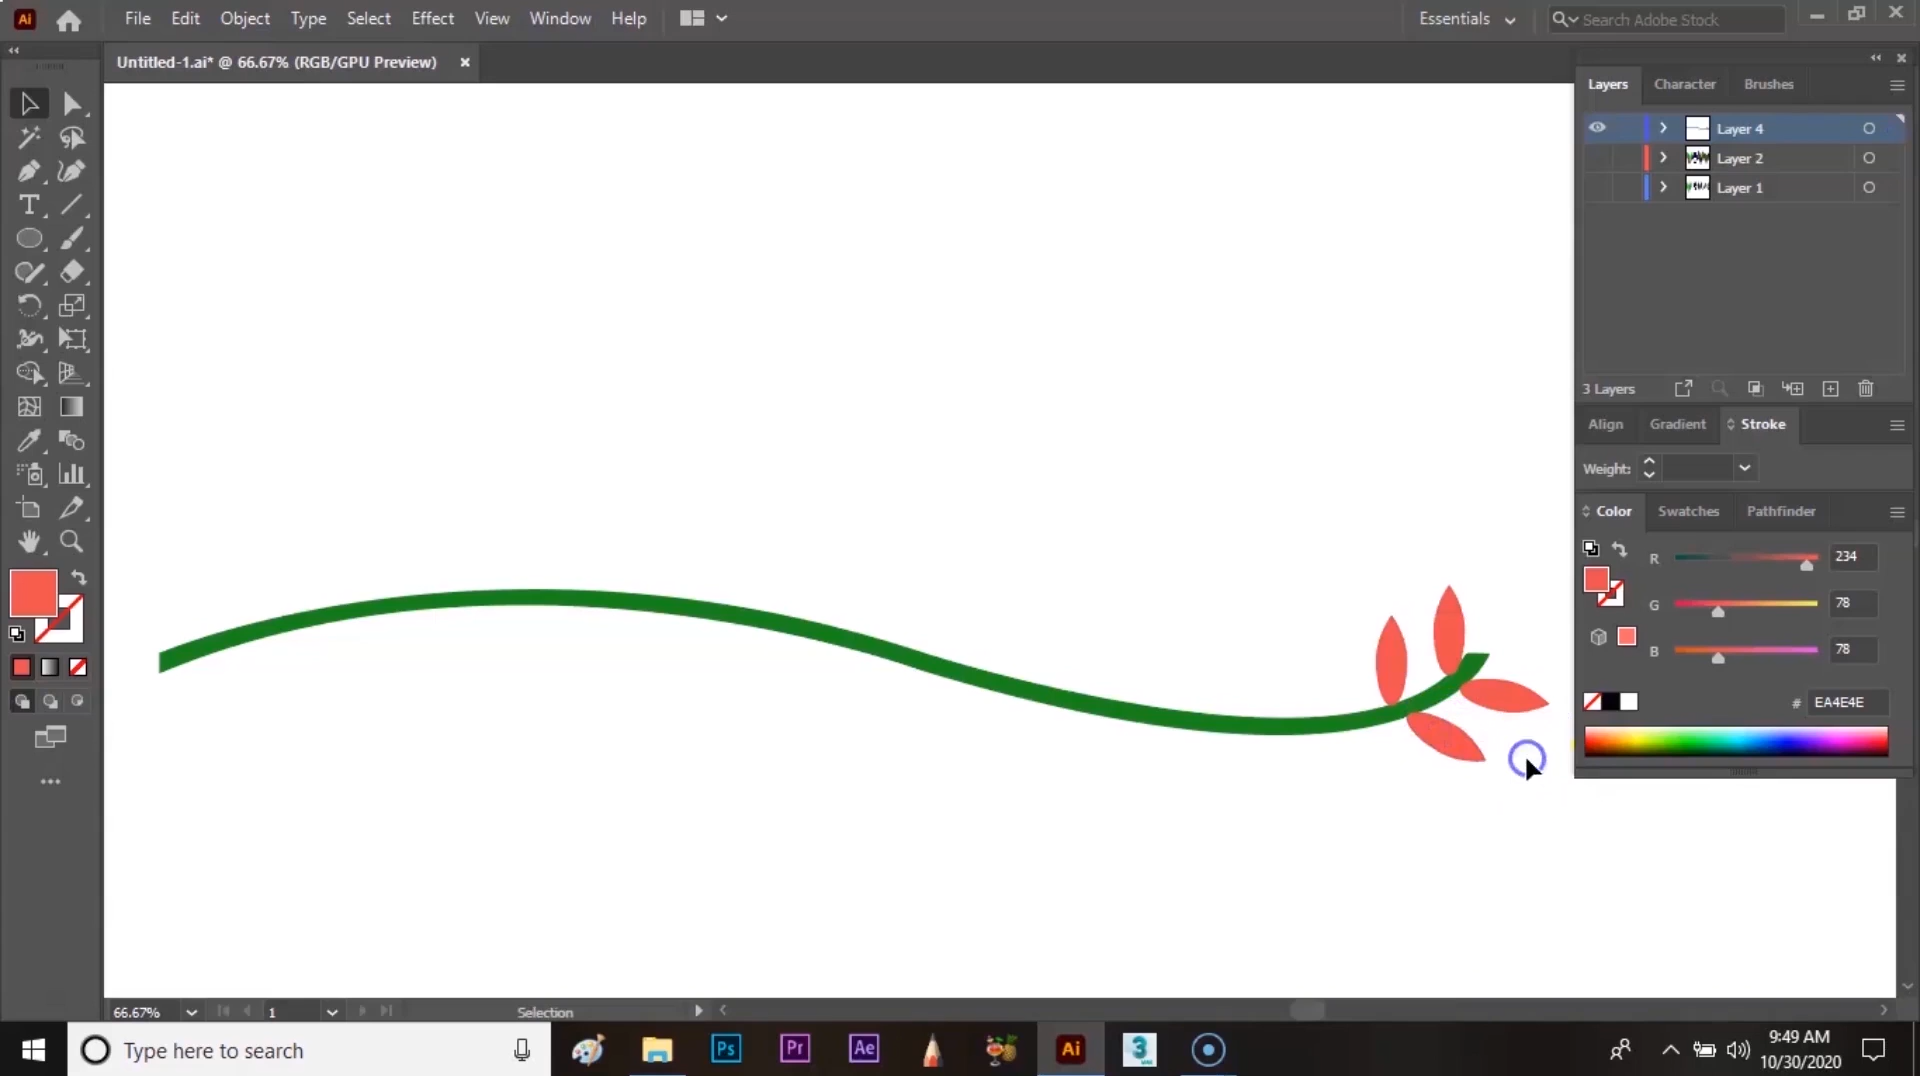 Ai File Edit Object Type Select Effect View Window Help Essentials Search Adobe Stock
Untitled-1.ai* @ 66.67% (RGB/GPU Preview)
Layers Character Brushes
Layer 4
Layer 2
Layer 1
3 Layers
Align Gradient Stroke
Weight:
Color Swatches Pathfinder
R 234
G 78
B 78
# EA4E4E
T
66.67% 1 Selection
Type here to search
Ps Pr Ae Ai 3
9:49 AM
10/30/2020